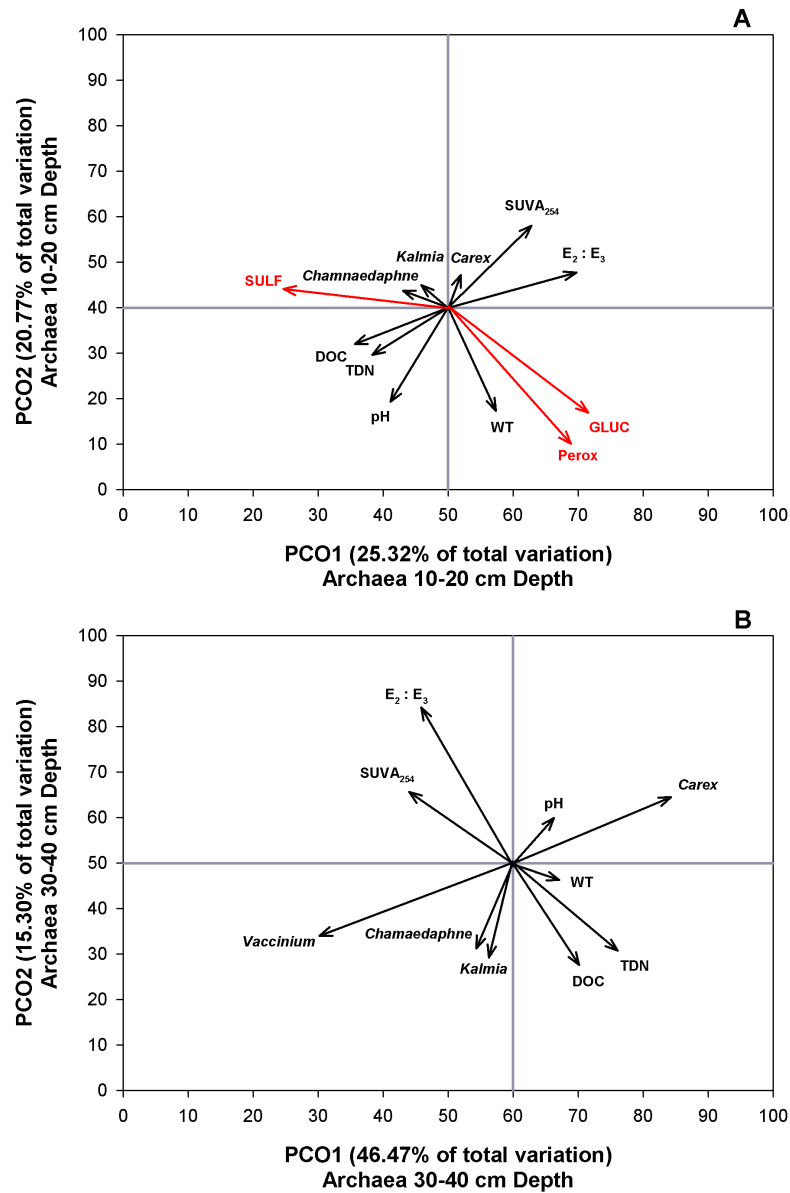 A
100
90
80
70
60
50
40
30
20
10
0
PCO2 (20.77% of total variation)
Archaea 10-20 cm Depth
SUVA254
E2 : E3
Kalmia
Carex
Chamnaedaphne
SULF
DOC
TDN
pH
WT
GLUC
Perox
0 10 20 30 40 50 60 70 80 90 100
PCO1 (25.32% of total variation)
Archaea 10-20 cm Depth
B
100
90
80
70
60
50
40
30
20
10
0
PCO2 (15.30% of total variation)
Archaea 30-40 cm Depth
E2 : E3
SUVA254
Carex
pH
WT
Vaccinium
Chamaedaphne
Kalmia
TDN
DOC
0 10 20 30 40 50 60 70 80 90 100
PCO1 (46.47% of total variation)
Archaea 30-40 cm Depth